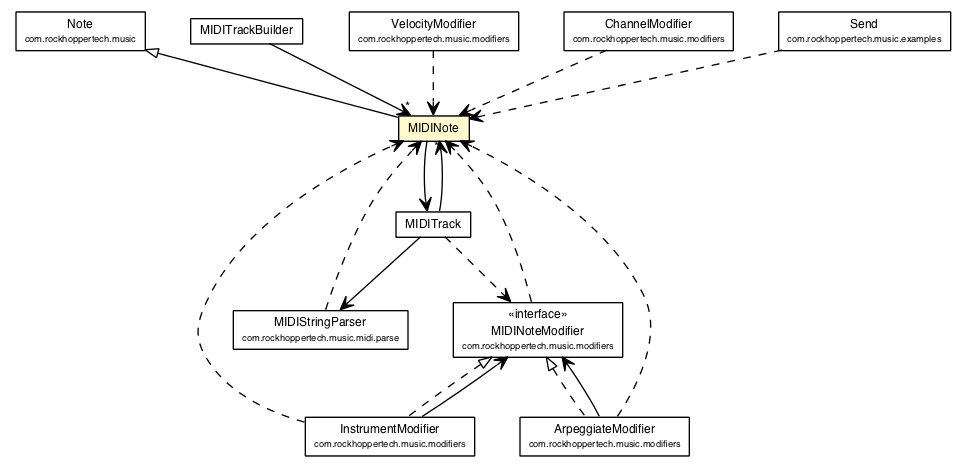 Note
com.rockhoppertech.music
MIDITrackBuilder
VelocityModifier
com.rockhoppertech.music.modifiers
ChannelModifier
com.rockhoppertech.music.modifiers
Send
com.rockhoppertech.music.examples
*
MIDINote
MIDITrack
MIDIStringParser
com.rockhoppertech.music.midi.parse
«interface»
MIDINoteModifier
com.rockhoppertech.music.modifiers
InstrumentModifier
com.rockhoppertech.music.modifiers
ArpeggiateModifier
com.rockhoppertech.music.modifiers